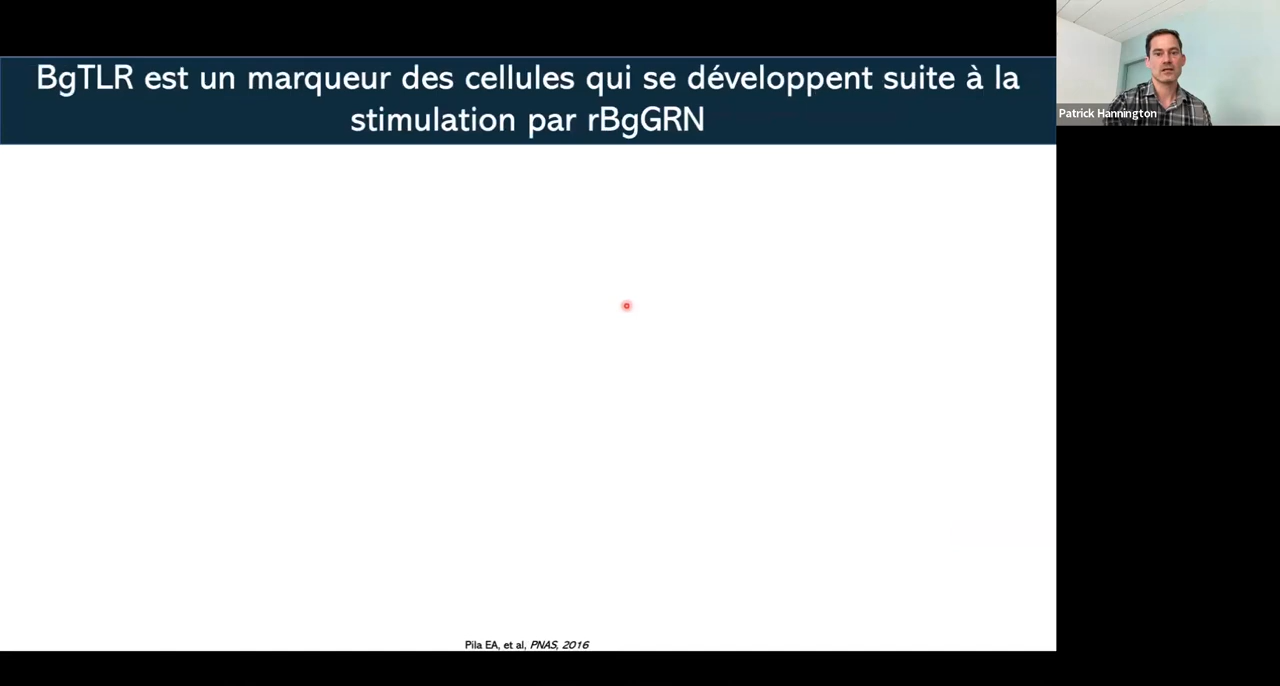 BgTLR est un marqueur des cellules qui se développent suite à la
stimulation par rBgGRN
Patrick Hannington
Pila EA, et al, PNAS, 2016